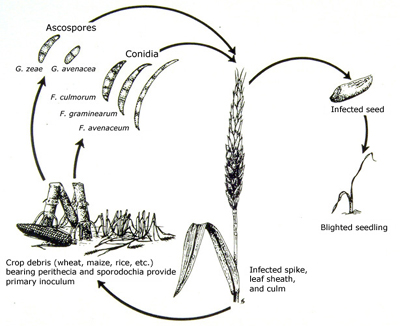 Ascospores
G. zeae G. avenacea
Conidia
F. culmorum
F. graminearum
F. avenaceum
Infected seed
Blighted seedling
Crop debris (wheat, maize, rice, etc.)
bearing perithecia and sporodochia provide
primary inoculum
Infected spike,
leaf sheath,
and culm